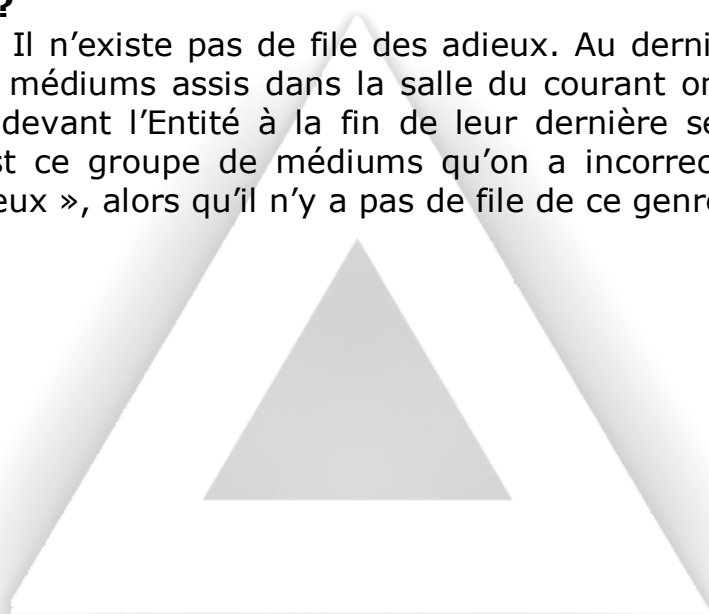 ?
Il n’existe pas de file des adieux. Au derni
médiums assis dans la salle du courant on
devant l’Entité à la fin de leur dernière se
st ce groupe de médiums qu’on a incorrec
eux », alors qu’il n’y a pas de file de ce genre